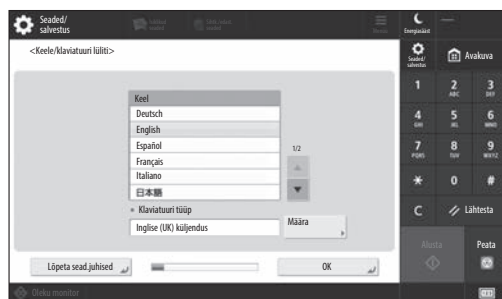 Seaded/
salvestus
Energiasääst
<Keele/klaviatuuri lüliti>
Seaded/
salvestus
Avakuva
Keel
Deutsch
English
Español
Français
Italiano
日本語
1/2
• Klaviatuuri tüüp
Inglise (UK) küljendus
Määra
Lõpeta sead.juhised
OK
1
2
ABC
3
DEF
4
GHI
5
JKL
6
MNO
7
PQRS
8
TUV
9
WXYZ
*
0
#
C
Lähtesta
Alusta
Peata
Oleku monitor